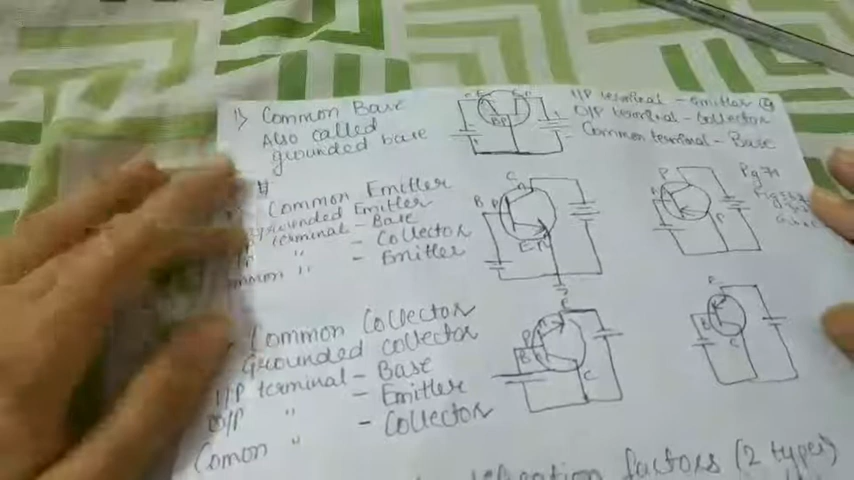 1) Common Base
Also called
grounded base
I/P terminal - emitter
O/P terminal - Collector
Common terminal - Base
Common Emitter
Grounded Emitter
terminal - Base
" - Collector
" - Emitter
Pg 71
Common Collector
Grounded collector
I/P terminal - Base
O/P " - Emitter
Comon " - Collector
factors (2 types)